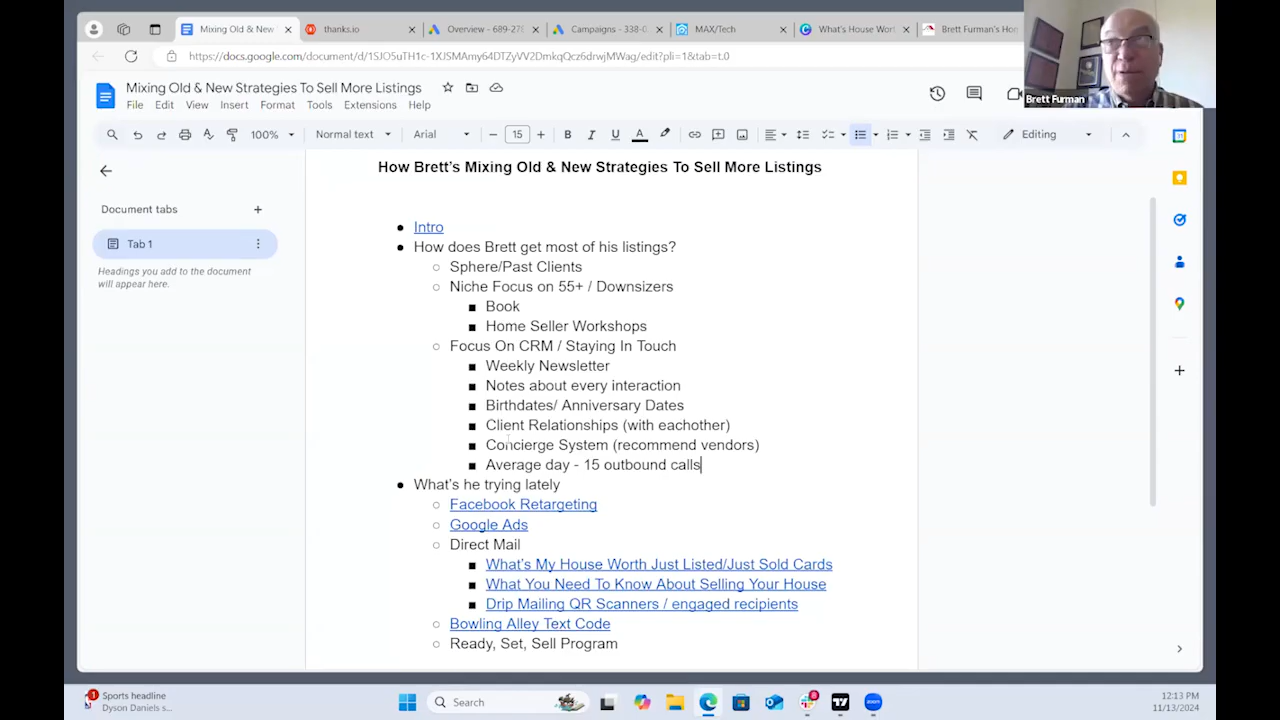 Mixing Old & New
thanks.io
Overview - 689-278
Campaigns - 338-0
MAX/Tech
What's House Wort
Brett Furman's Hom
https://docs.google.com/document/d/1SJO5uTH1c-1XJSMAmy64DTZyVV2DmkqQcz6drwjMWag/edit?pli=1&tab=t.0
Brett Furman
Mixing Old & New Strategies To Sell More Listings
File Edit View Insert Format Tools Extensions Help
100% Normal text Arial 15 Editing
Document tabs
Tab 1
Headings you add to the document
will appear here.
How Brett's Mixing Old & New Strategies To Sell More Listings
Intro
How does Brett get most of his listings?
Sphere/Past Clients
Niche Focus on 55+ / Downsizers
Book
Home Seller Workshops
Focus On CRM / Staying In Touch
Weekly Newsletter
Notes about every interaction
Birthdates/ Anniversary Dates
Client Relationships (with eachother)
Concierge System (recommend vendors)
Average day - 15 outbound calls
What's he trying lately
Facebook Retargeting
Google Ads
Direct Mail
What's My House Worth Just Listed/Just Sold Cards
What You Need To Know About Selling Your House
Drip Mailing QR Scanners / engaged recipients
Bowling Alley Text Code
Ready, Set, Sell Program
1
Sports headline
Dyson Daniels s...
Search
8
zoom
12:13 PM
11/13/2024